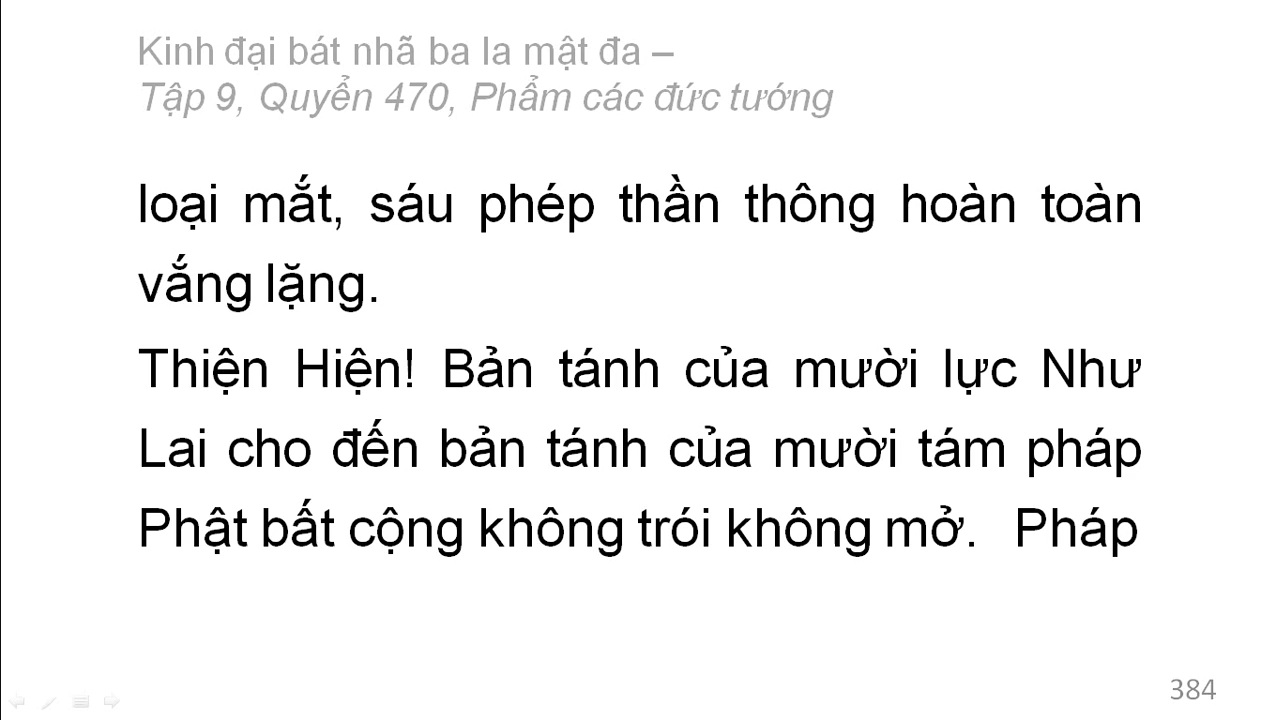 Kinh đại bát nhã ba la mật đa –
Tập 9, Quyển 470, Phẩm các đức tướng
loại mắt, sáu phép thần thông hoàn toàn
vắng lặng.
Thiện Hiện! Bản tánh của mười lực Như
Lai cho đến bản tánh của mười tám pháp
Phật bất cộng không trói không mở. Pháp
384